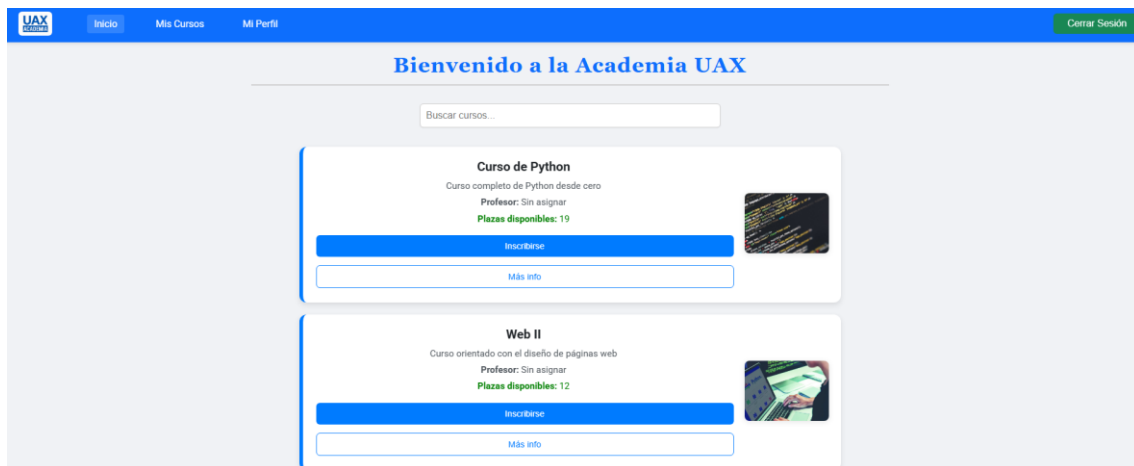 UAX
ACADEMIA
Inicio
Mis Cursos
Mi Perfil
Cerrar Sesión
Bienvenido a la Academia UAX
Buscar cursos...
Curso de Python
Curso completo de Python desde cero
Profesor: Sin asignar
Plazas disponibles: 19
Inscribirse
Más info
Web II
Curso orientado con el diseño de páginas web
Profesor: Sin asignar
Plazas disponibles: 12
Inscribirse
Más info